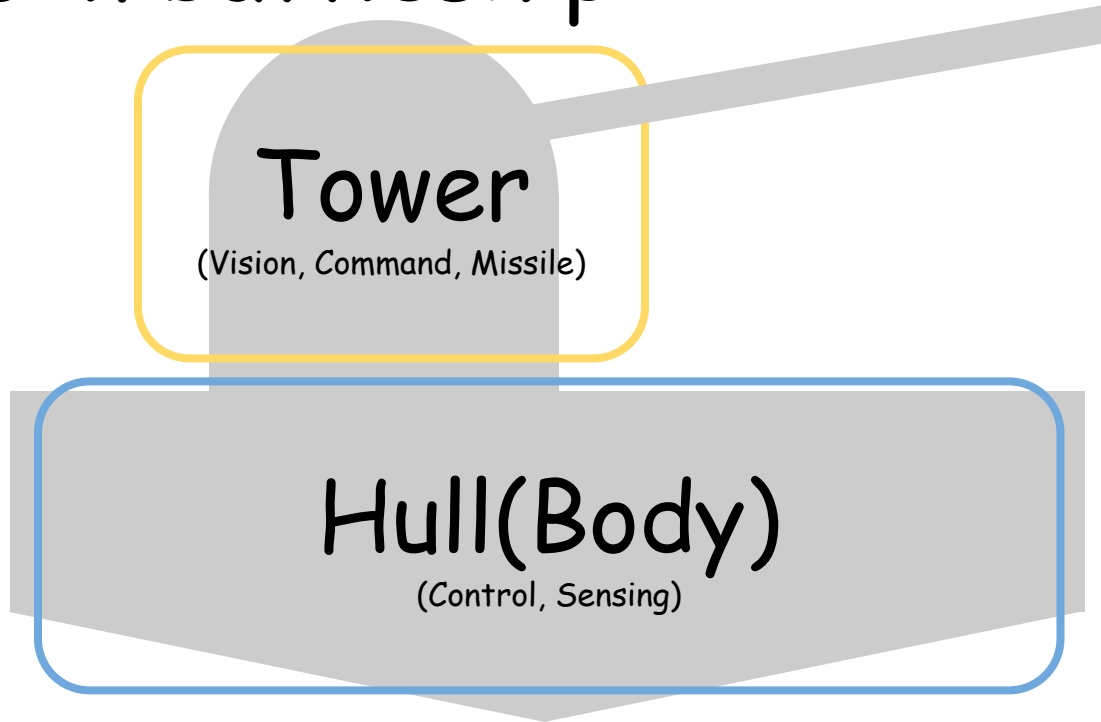 Tower
(Vision, Command, Missile)
Hull(Body)
(Control, Sensing)